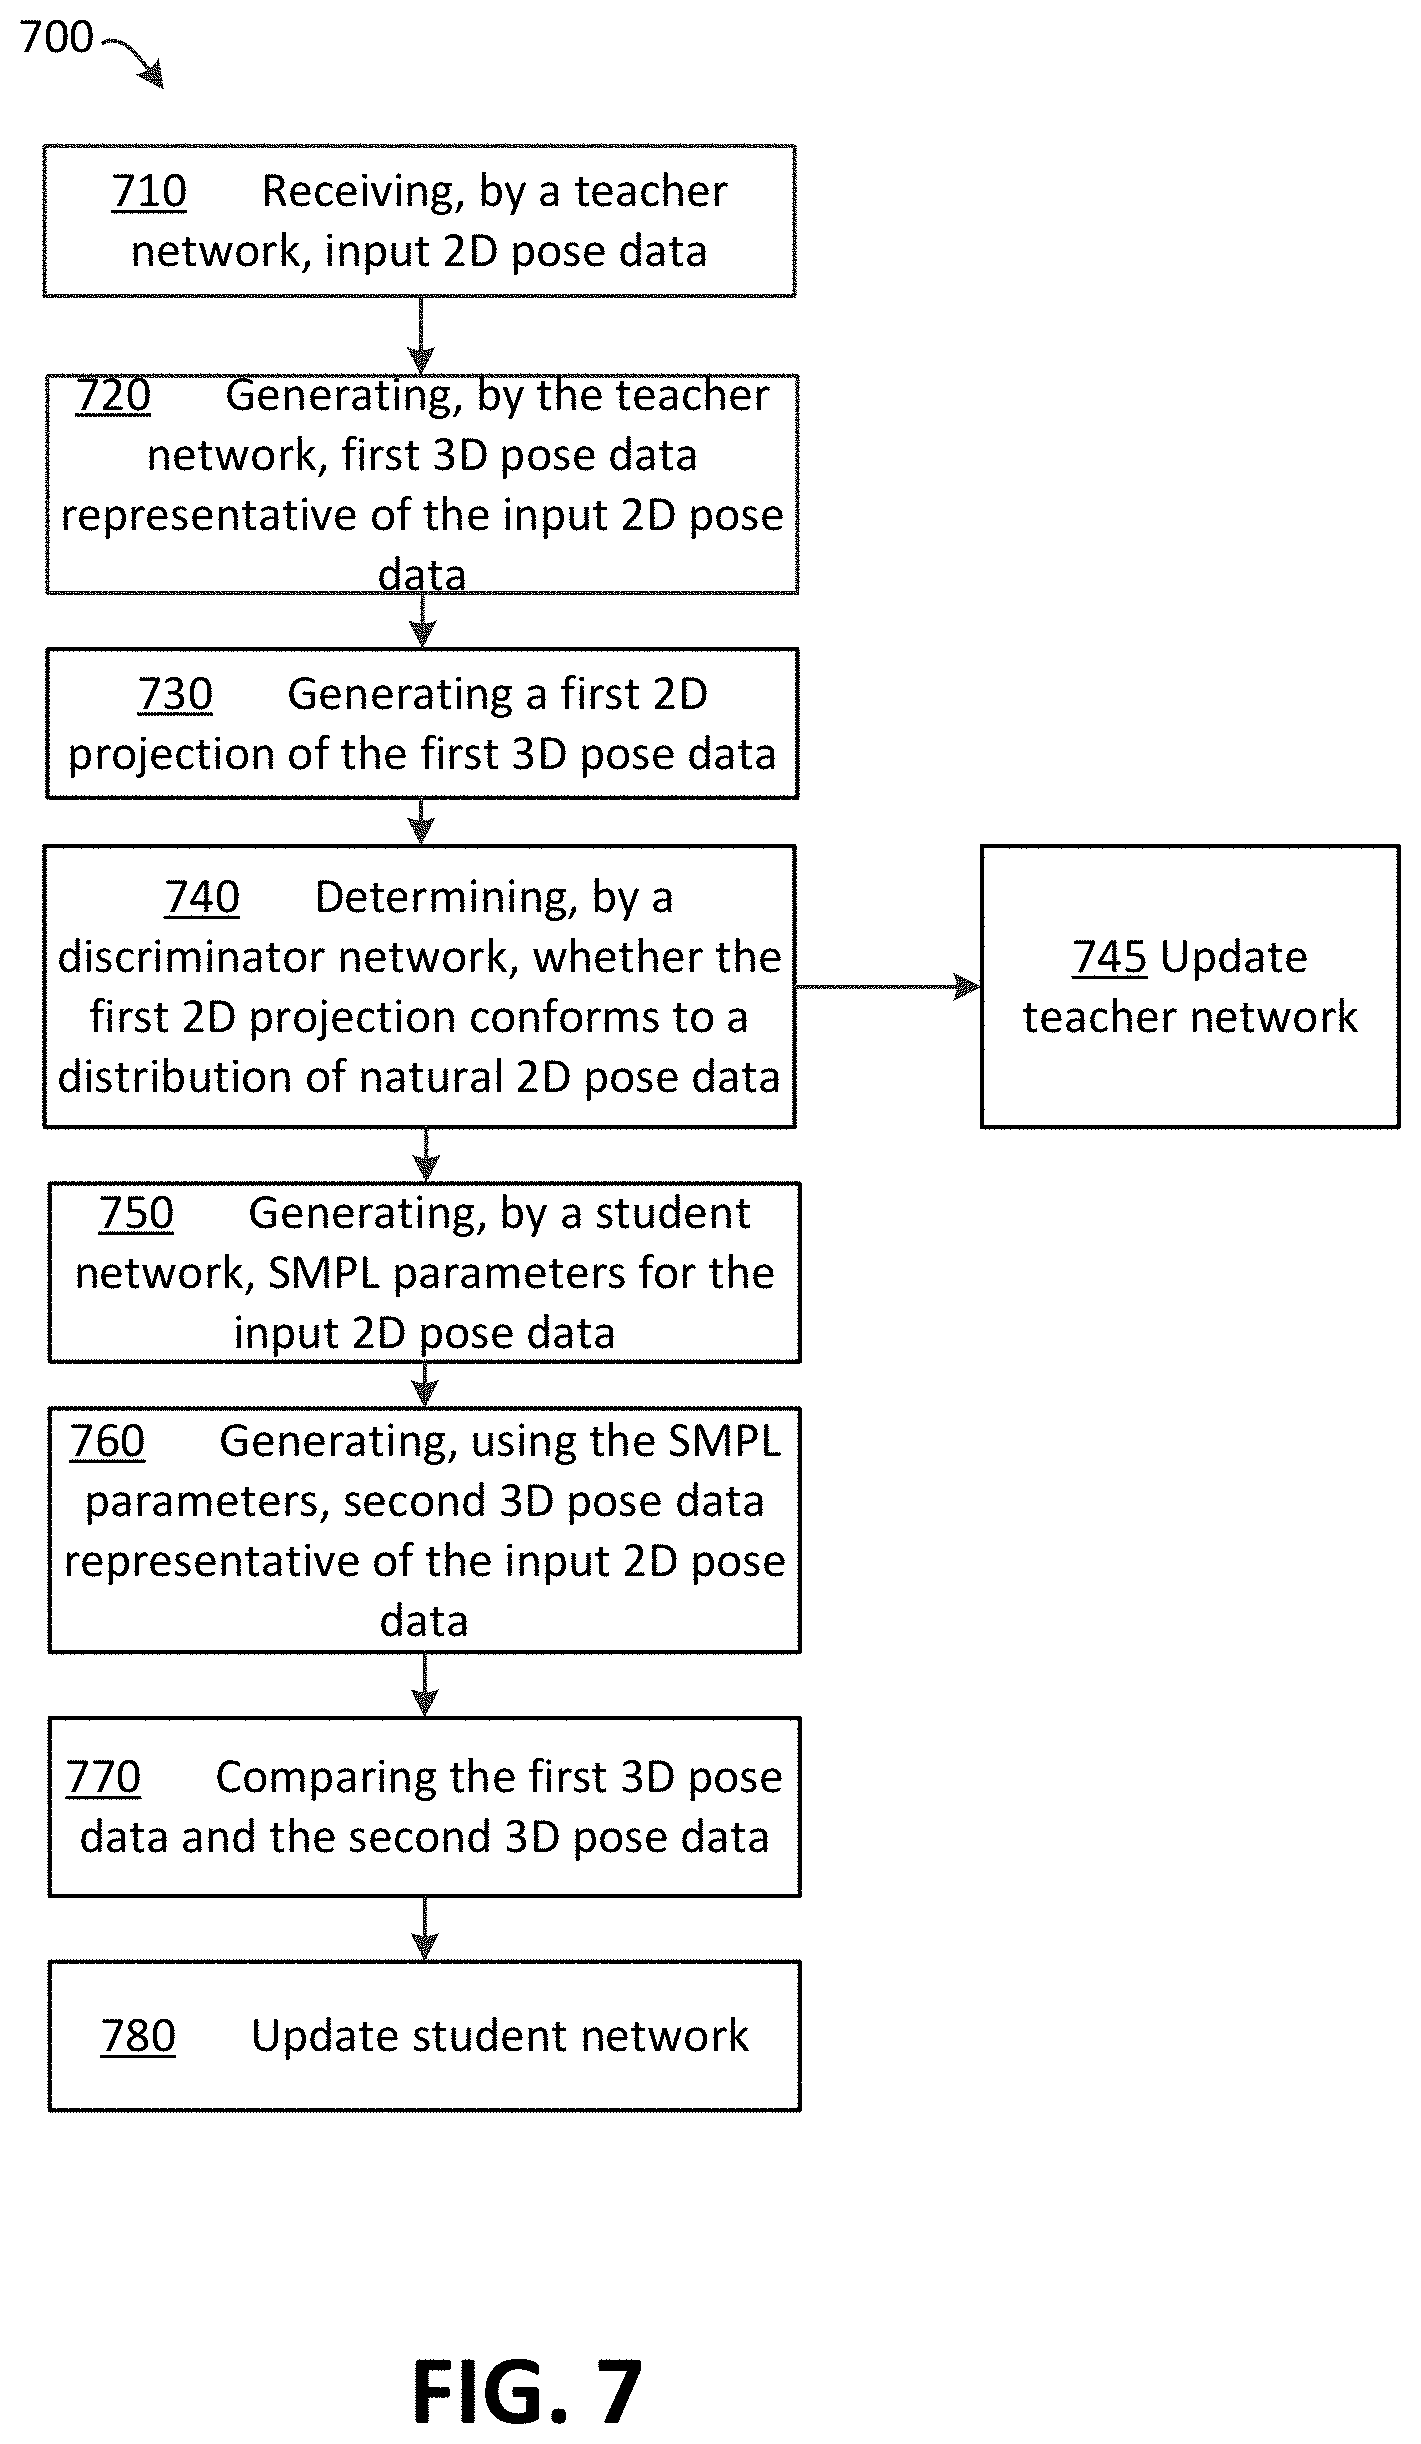 700
710 Receiving, by a teacher
network, input 2D pose data
720 Generating, by the teacher
network, first 3D pose data
representative of the input 2D pose
data
730 Generating a first 2D
projection of the first 3D pose data
740 Determining, by a
discriminator network, whether the
first 2D projection conforms to a
distribution of natural 2D pose data
745 Update
teacher network
750 Generating, by a student
network, SMPL parameters for the
input 2D pose data
760 Generating, using the SMPL
parameters, second 3D pose data
representative of the input 2D pose
data
770 Comparing the first 3D pose
data and the second 3D pose data
780 Update student network
FIG. 7